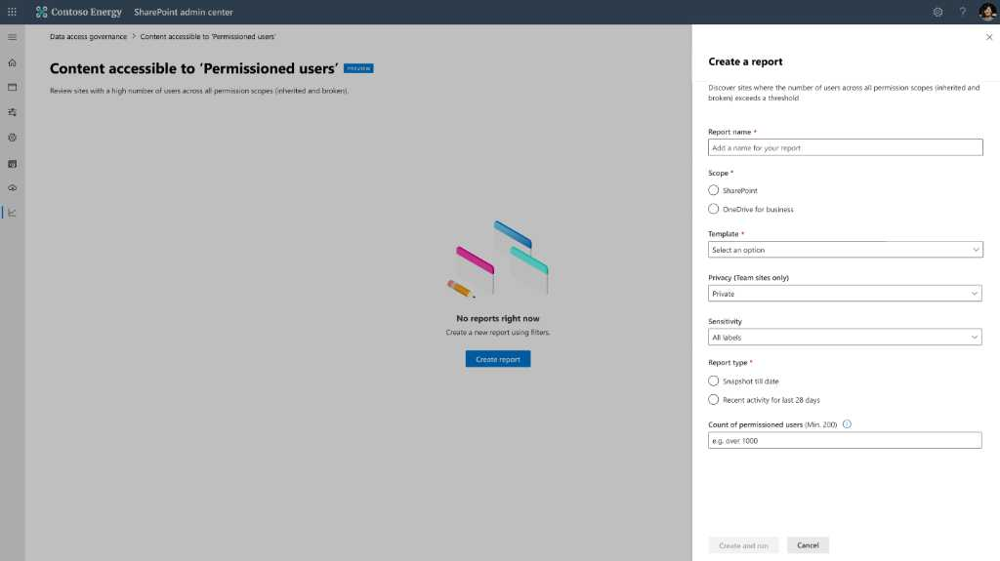 Contoso Energy SharePoint admin center
Data access governance > Content accessible to 'Permissioned users'
Content accessible to ‘Permissioned users’ PREVIEW
Review sites with a high number of users across all permission scopes (inherited and broken).
No reports right now
Create a new report using filters.
Create report
Create a report
Discover sites where the number of users across all permission scopes (inherited and
broken) exceeds a threshold
Report name *
Add a name for your report
Scope *
SharePoint
OneDrive for business
Template *
Select an option
Privacy (Team sites only)
Private
Sensitivity
All labels
Report type *
Snapshot till date
Recent activity for last 28 days
Count of permissioned users (Min. 200)
e.g. over 1000
Create and run Cancel